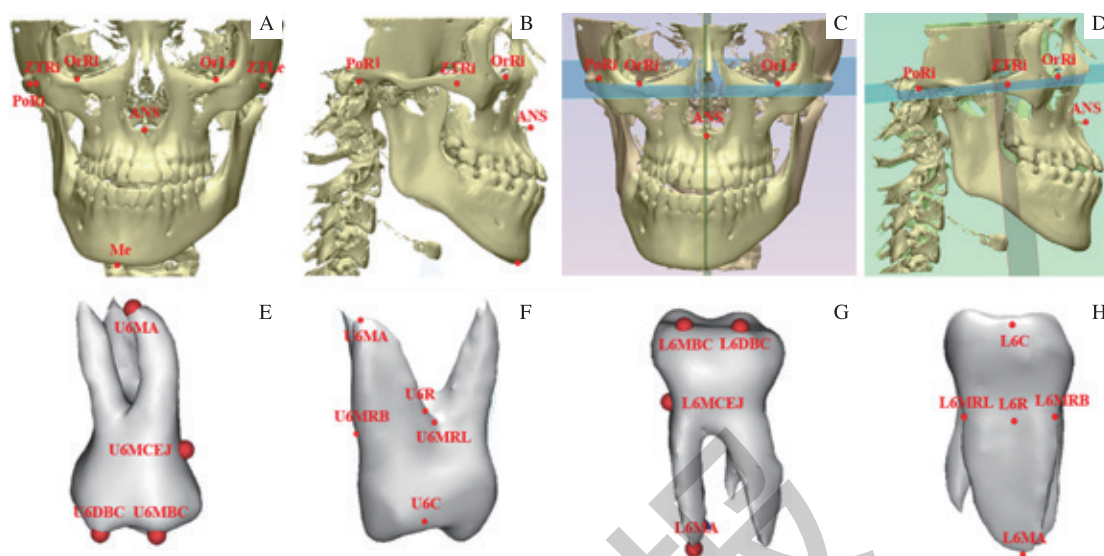 A
ZTRi
OrRi
OrLe
ZTLe
PoRi
ANS
Me
B
PoRi
ZTRi
OrRi
ANS
C
PoRi
OrRi
OrLe
ANS
D
PoRi
ZTRi
OrRi
ANS
E
U6MA
U6MCEJ
U6DBC
U6MBC
F
U6MA
U6R
U6MRB
U6MRL
U6C
G
L6MBC
L6DBC
L6MCEJ
L6MA
H
L6C
L6MRL
L6R
L6MRB
L6MA